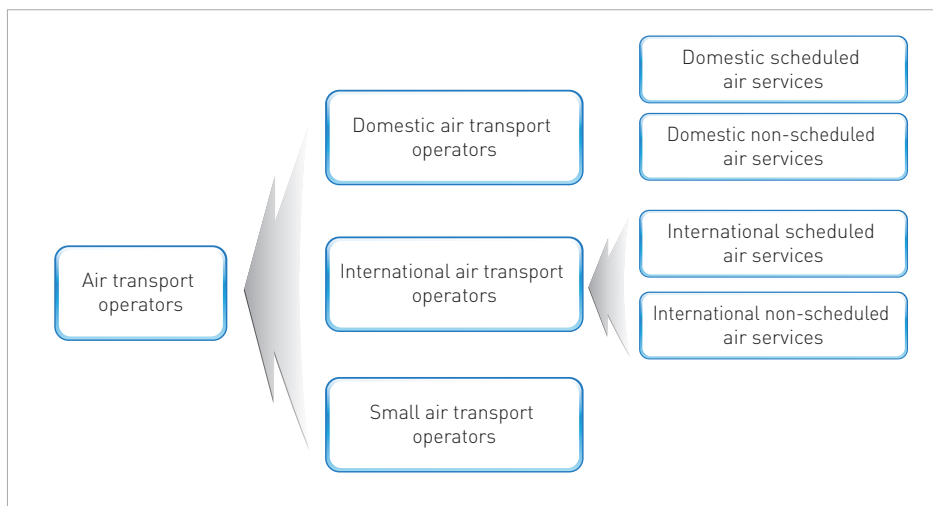 Air transport
operators
Domestic air transport
operators
International air transport
operators
Small air transport
operators
Domestic scheduled
air services
Domestic non-scheduled
air services
International scheduled
air services
International non-scheduled
air services